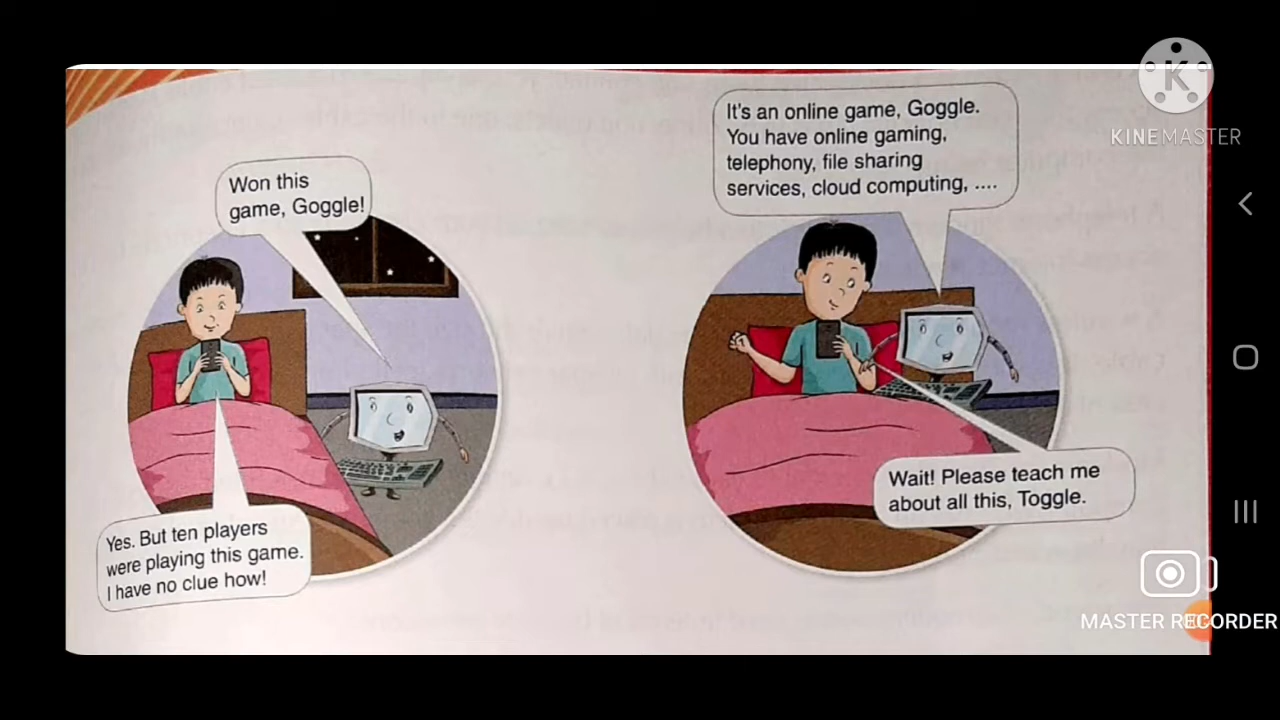 Won this
game, Goggle!
Yes. But ten players
were playing this game.
I have no clue how!
It's an online game, Goggle.
You have online gaming,
telephony, file sharing
services, cloud computing, ....
Wait! Please teach me
about all this, Toggle.
K
KINEMASTER
MASTER RECORDER